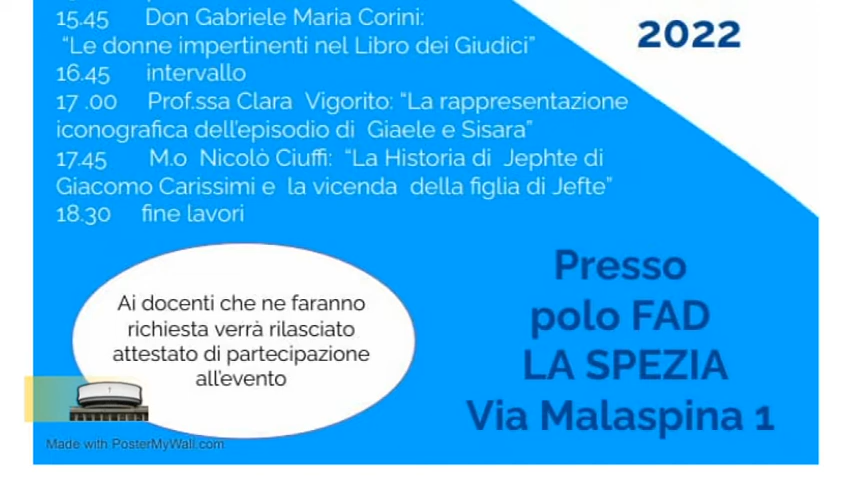 15.45 Don Gabriele Maria Corini:
“Le donne impertinenti nel Libro dei Giudici”
16.45 intervallo
17 .00 Prof.ssa Clara Vigorito: “La rappresentazione
iconografica dell’episodio di Giaele e Sisara”
17.45 M.o Nicolò Ciuffi: “La Historia di Jephte di
Giacomo Carissimi e la vicenda della figlia di Jefte”
18.30 fine lavori
2022
Ai docenti che ne faranno
richiesta verrà rilasciato
attestato di partecipazione
all’evento
Presso
polo FAD
LA SPEZIA
Via Malaspina 1
Made with PosterMyWall.com